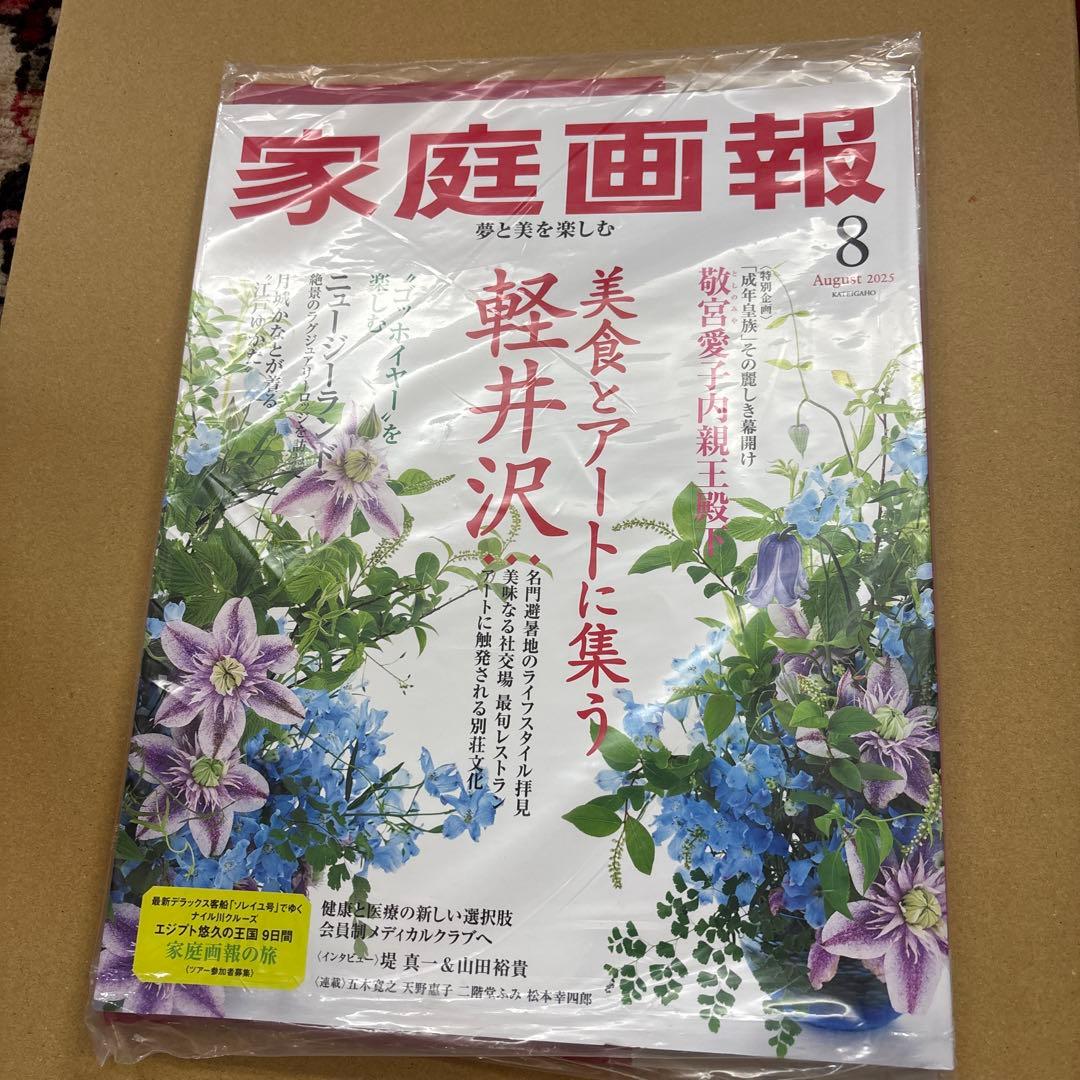 家庭画報
夢と美を楽しむ
8
August 2025
KATEIGAHO
〈特別企画〉
「成年皇族」その麗しき幕開け
としのみや
敬宮愛子内親王殿下
美食とアートに集う
軽井沢…
名門避暑地のライフスタイル拝見
美味なる社交場 最旬レストラン
アートに触発される別荘文化
“ゴッホイヤー”を
楽しむ
ニュージーランド
絶景のラグジュアリーロッジを訪
月城かなとが着る
“江戸ゆかた”
最新デラックス客船「ソレイユ号」でゆく
ナイル川クルーズ
エジプト悠久の王国 9日間
家庭画報の旅
〈ツアー参加者募集〉
健康と医療の新しい選択肢
会員制メディカルクラブへ
〈インタビュー〉堤 真一&山田裕貴
〈連載〉五木寛之 天野惠子 二階堂ふみ 松本幸四郎